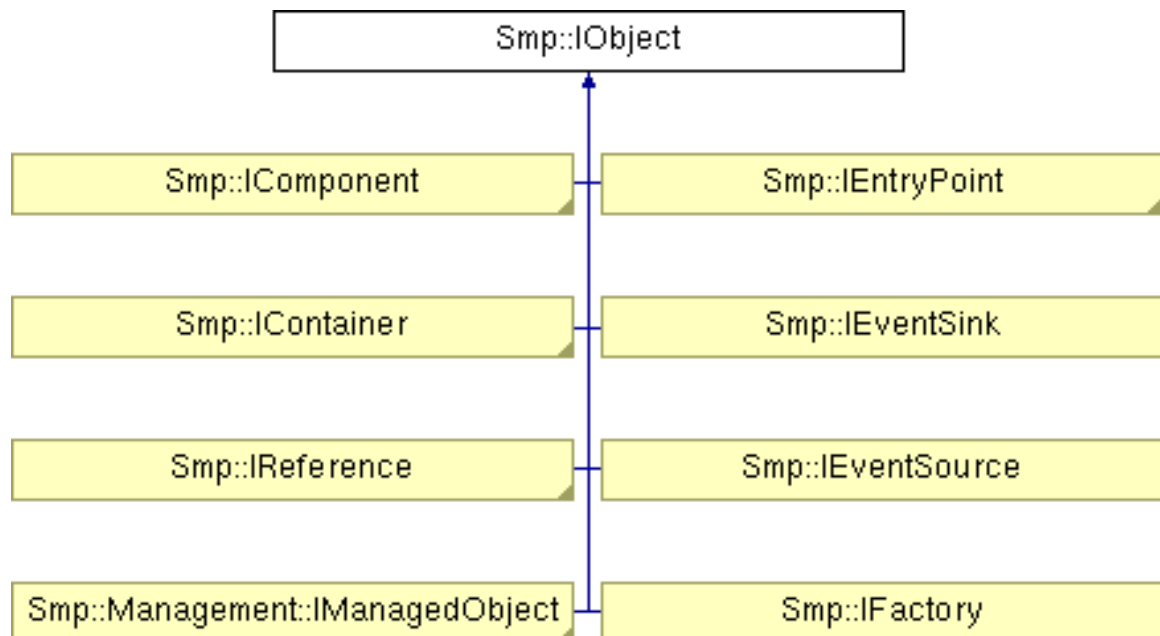 Smp::IObject
Smp::IComponent
Smp::IEntryPoint
Smp::IContainer
Smp::IEventSink
Smp::IReference
Smp::IEventSource
Smp::Management::IManagedObject
Smp::IFactory